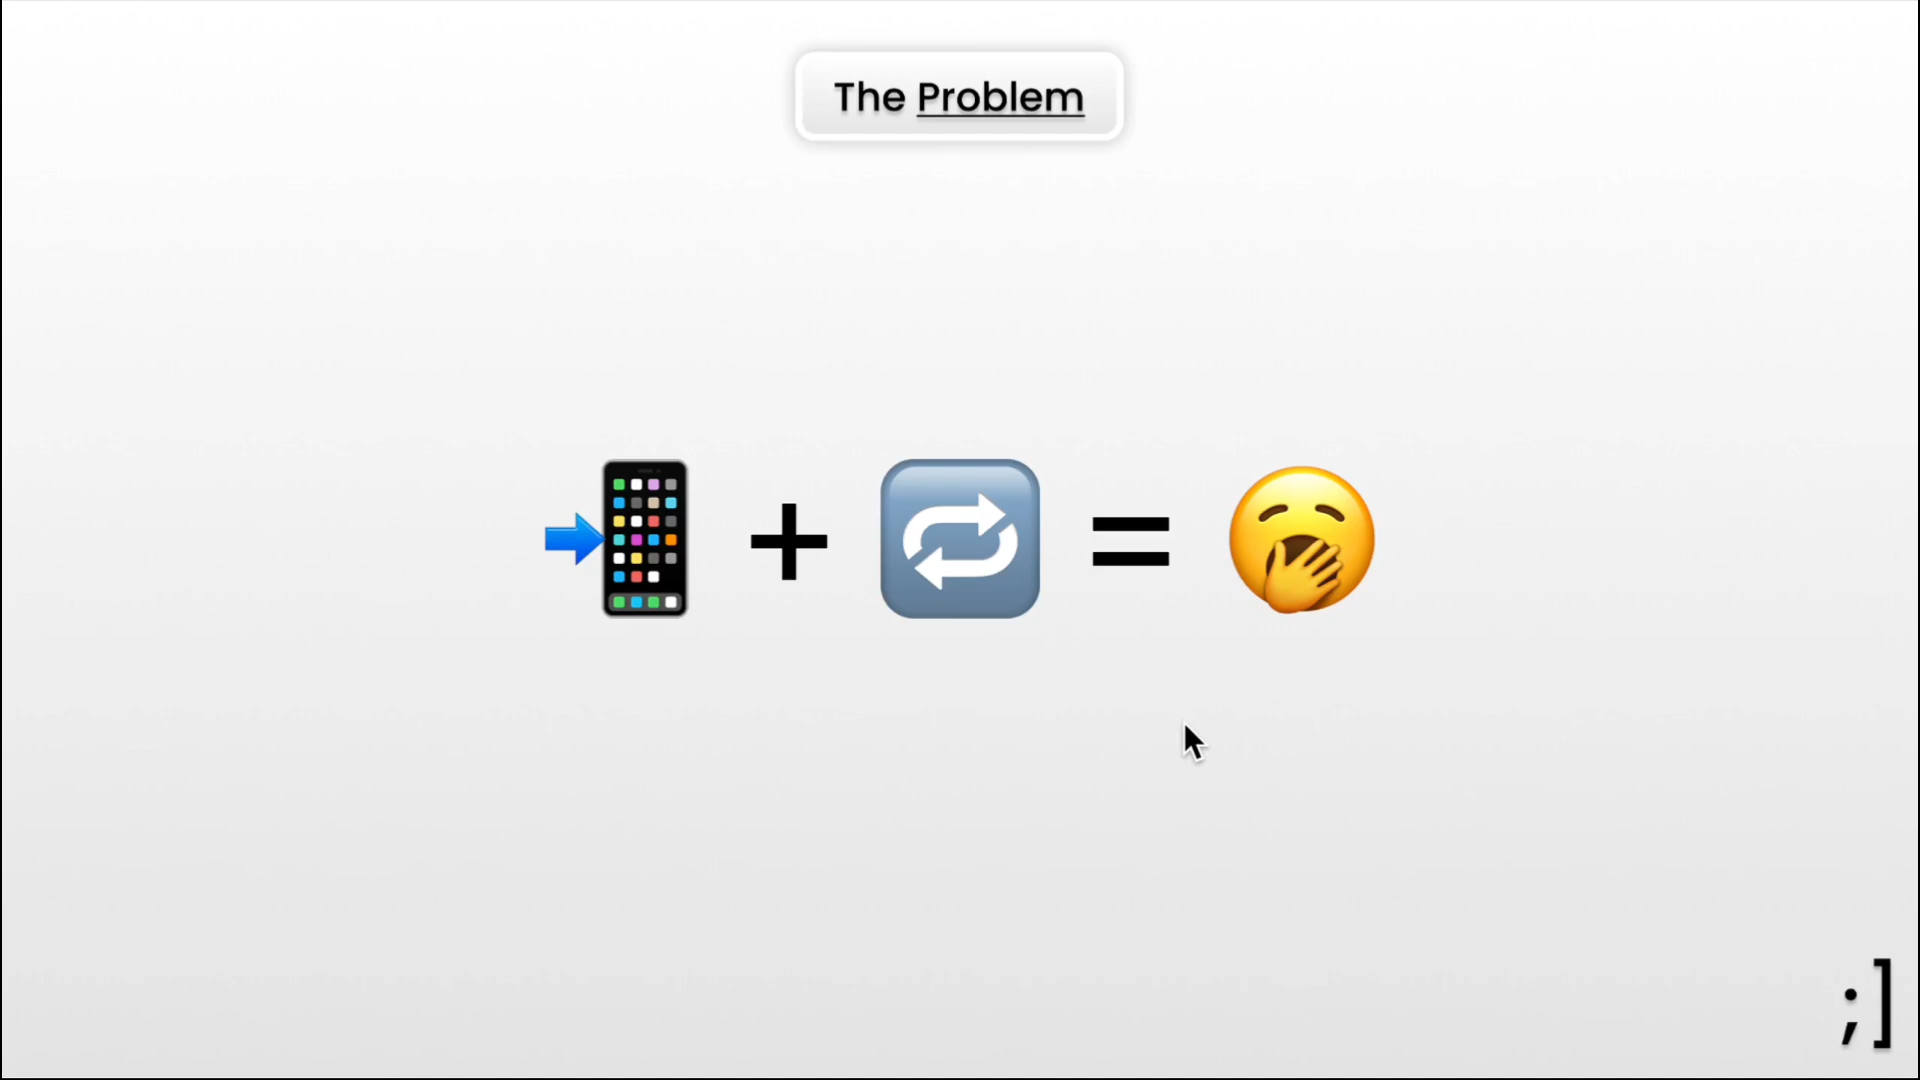 The Problem
+ =
;]